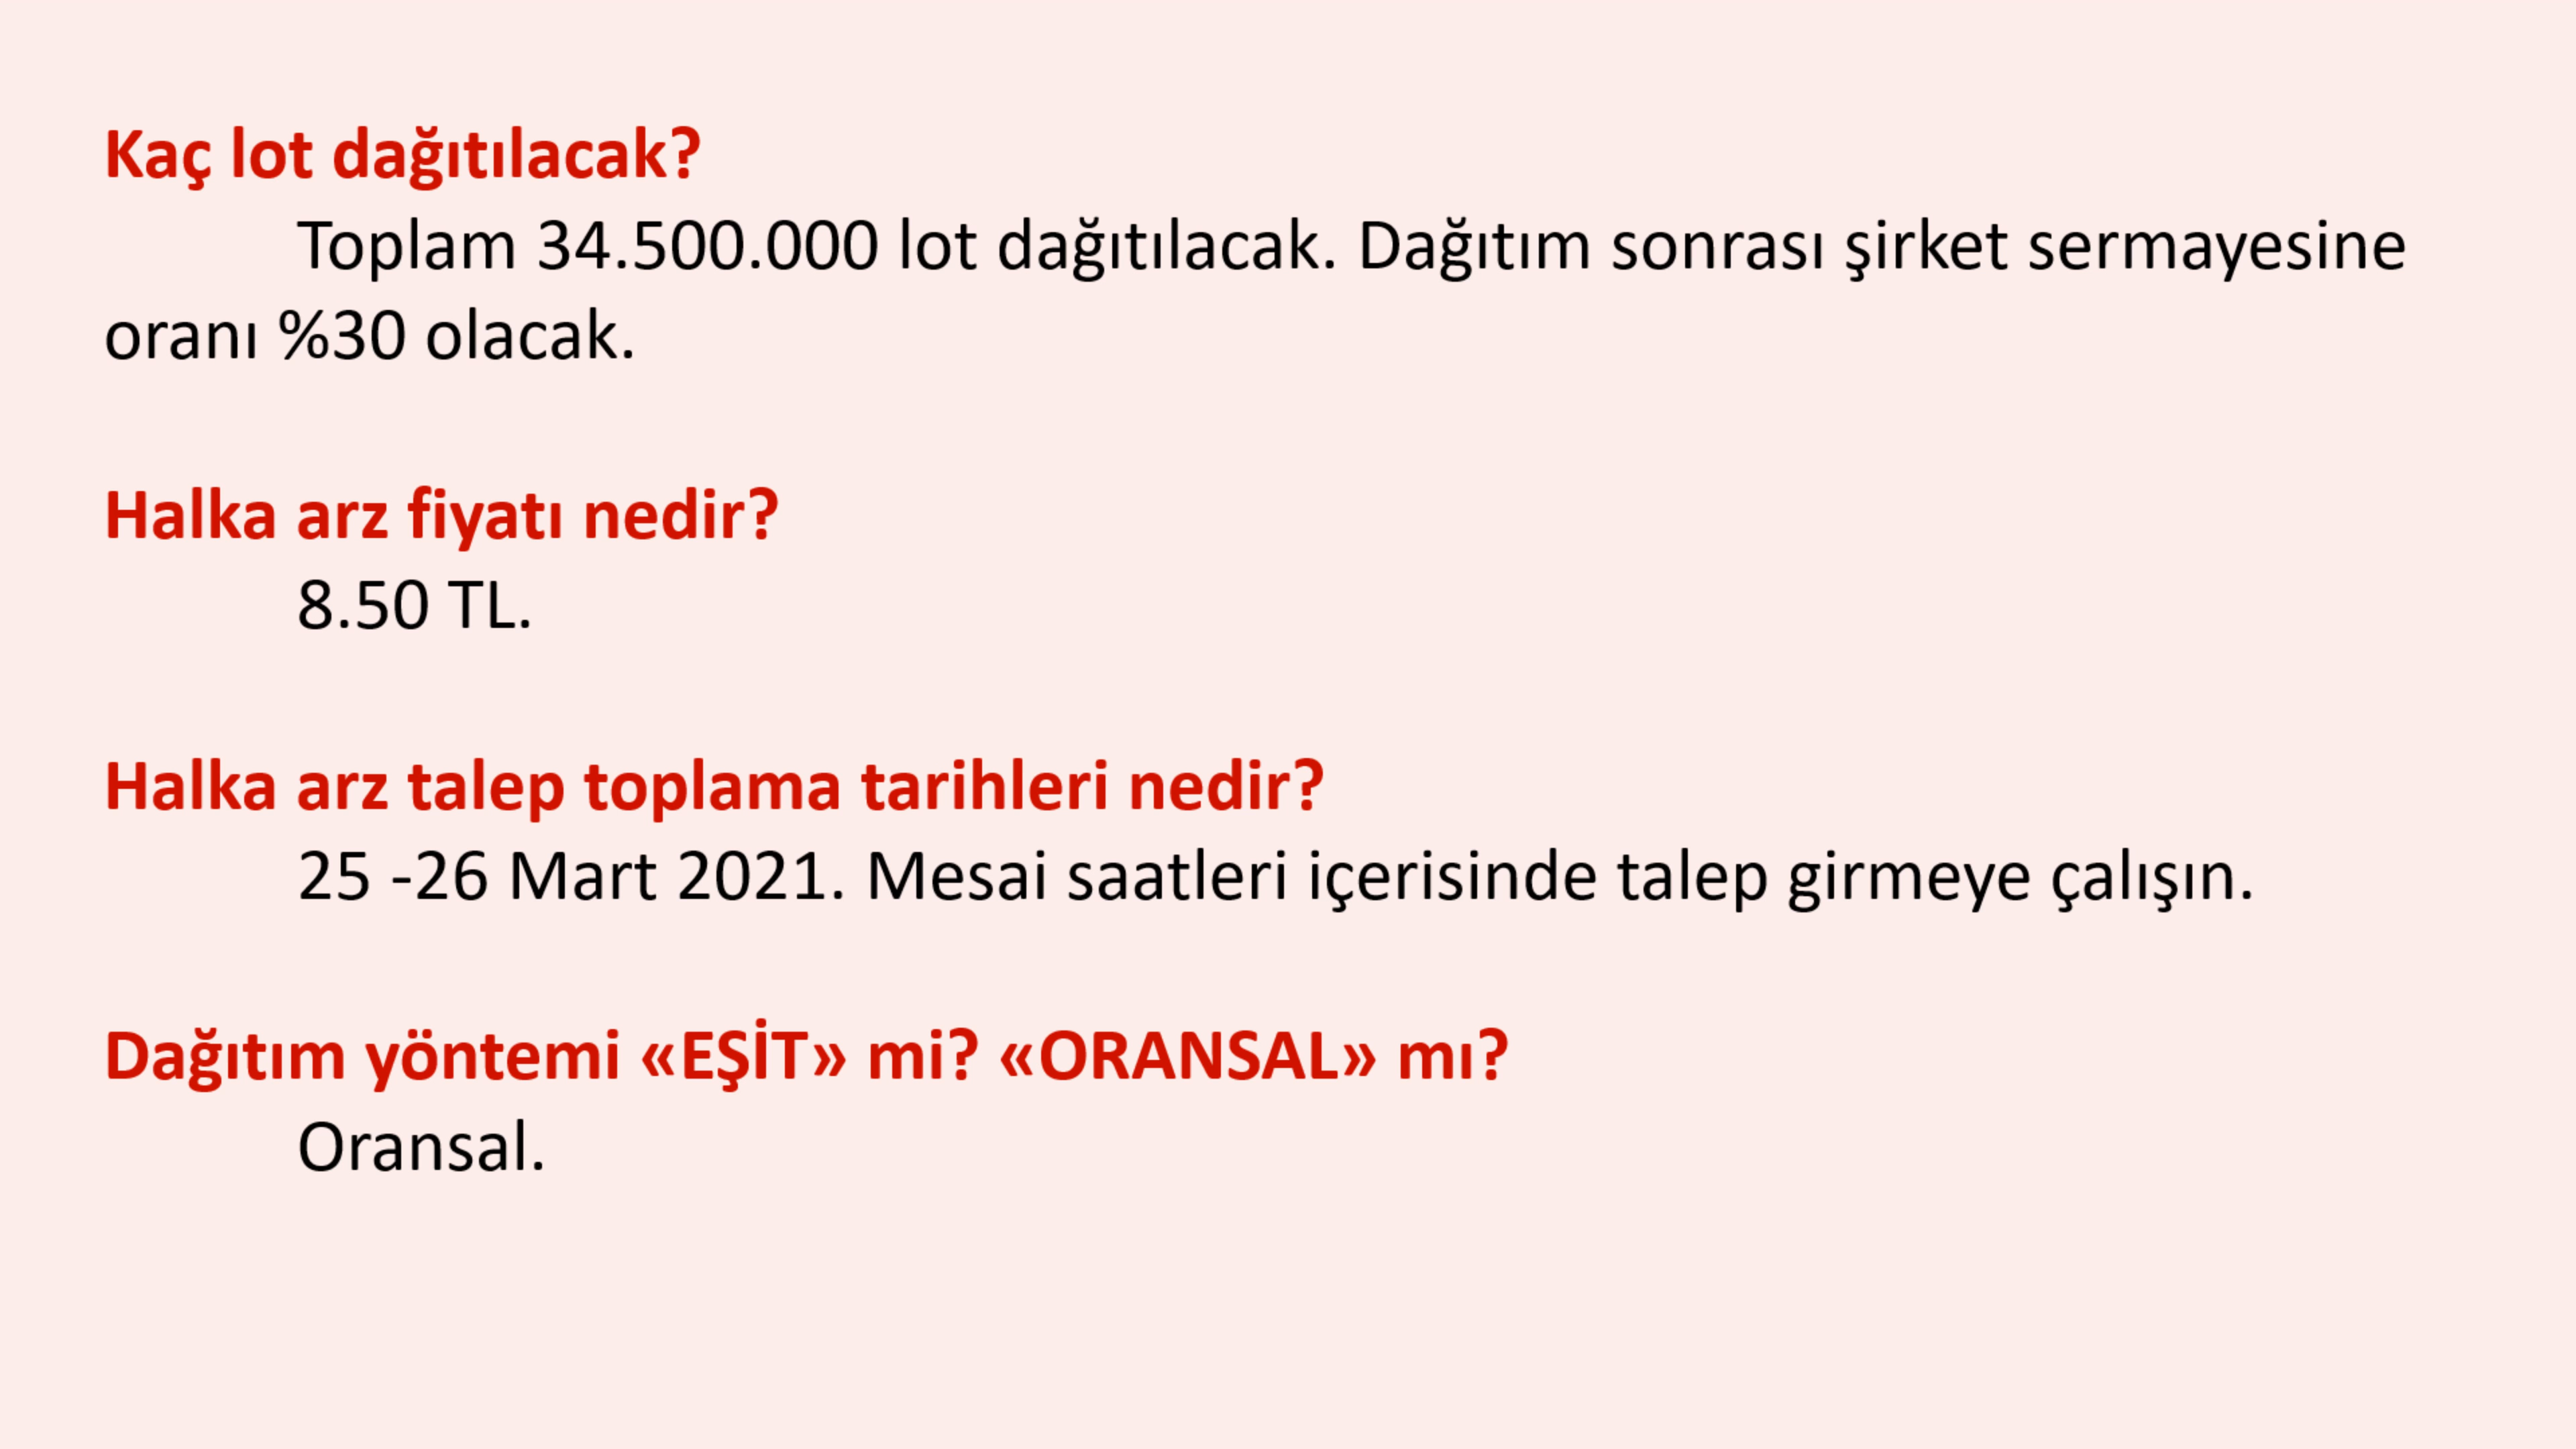 Kaç lot dağıtılacak?
Toplam 34.500.000 lot dağıtılacak. Dağıtım sonrası şirket sermayesine
oranı %30 olacak.
Halka arz fiyatı nedir?
8.50 TL.
Halka arz talep toplama tarihleri nedir?
25 -26 Mart 2021. Mesai saatleri içerisinde talep girmeye çalışın.
Dağıtım yöntemi «EŞİT» mi? «ORANSAL» mı?
Oransal.